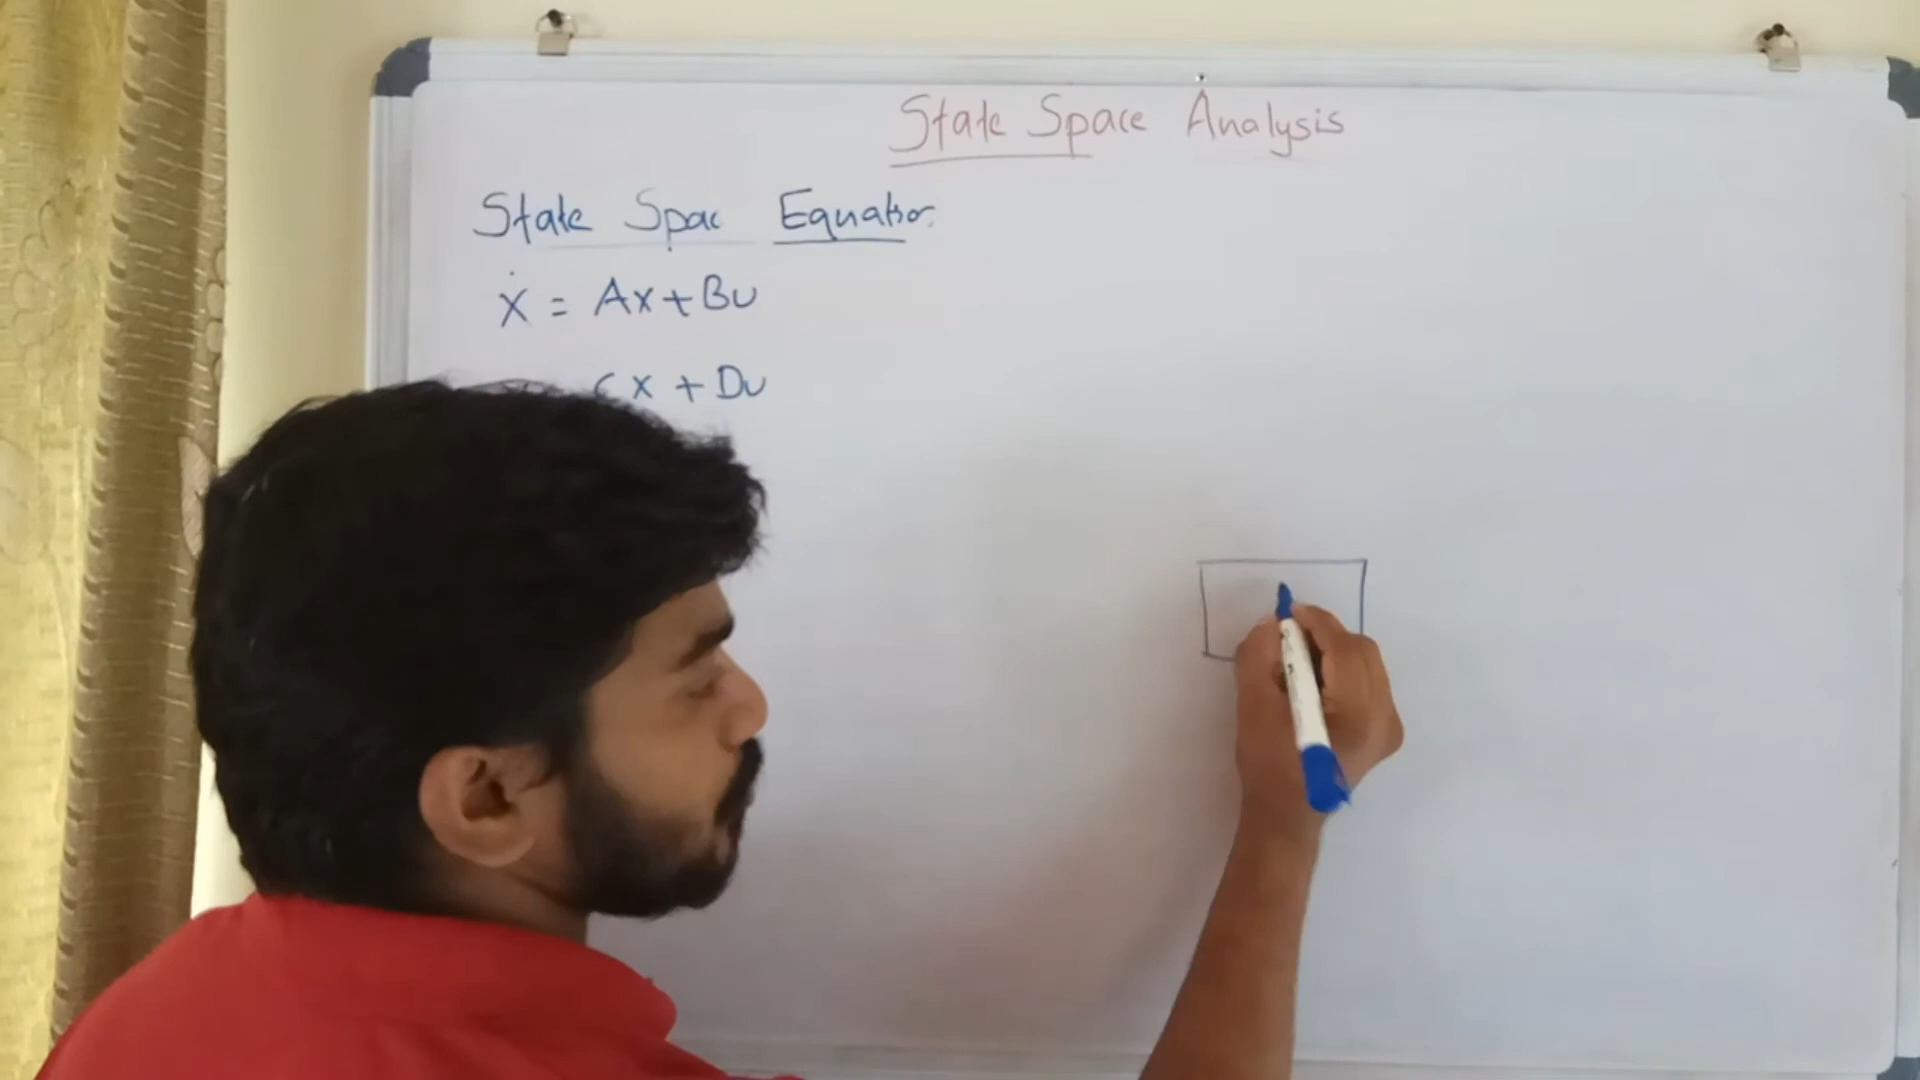 State Space Analysis
State Spac Equation
Ẋ = Ax+Bu
Cx + Du